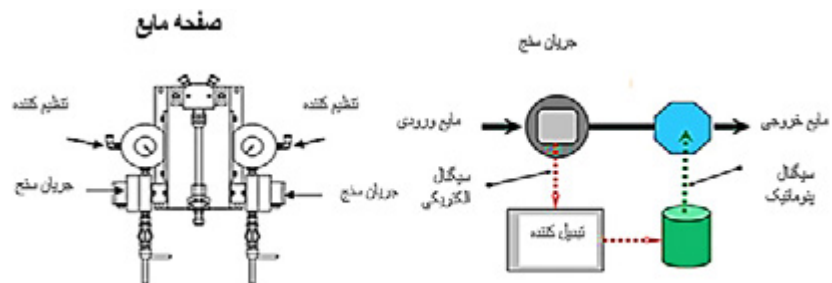 صفحه مایع
تنظیم کننده
تنظیم کننده
جریان سنج
جریان سنج
جریان سنج
مایع ورودی
مایع خروجی
سیگنال
الکتریکی
سیگنال
پنوماتیک
تبدیل کننده